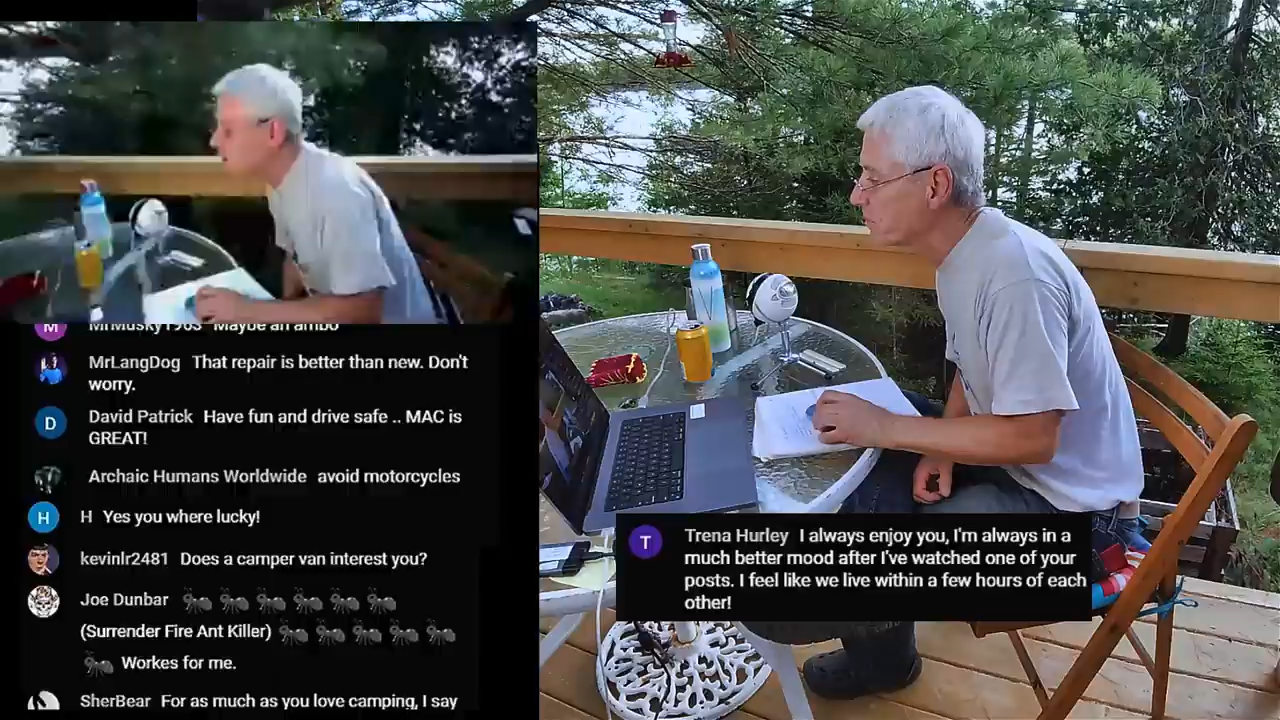 MrMusky1963 Maybe an ambo
MrLangDog That repair is better than new. Don't
worry.
D
David Patrick Have fun and drive safe .. MAC is
GREAT!
Archaic Humans Worldwide avoid motorcycles
H
H Yes you where lucky!
kevinlr2481 Does a camper van interest you?
Joe Dunbar
(Surrender Fire Ant Killer)
Workes for me.
SherBear For as much as you love camping, I say
T
Trena Hurley I always enjoy you, I'm always in a
much better mood after I've watched one of your
posts. I feel like we live within a few hours of each
other!